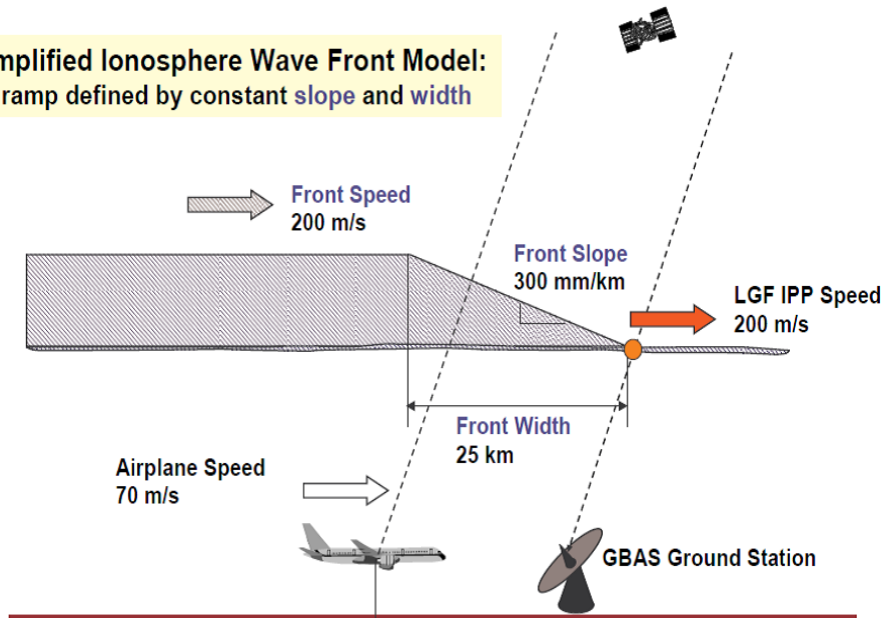 mplified Ionosphere Wave Front Model:
ramp defined by constant slope and width
Front Speed
200 m/s
Front Slope
300 mm/km
LGF IPP Speed
200 m/s
Front Width
25 km
Airplane Speed
70 m/s
GBAS Ground Station